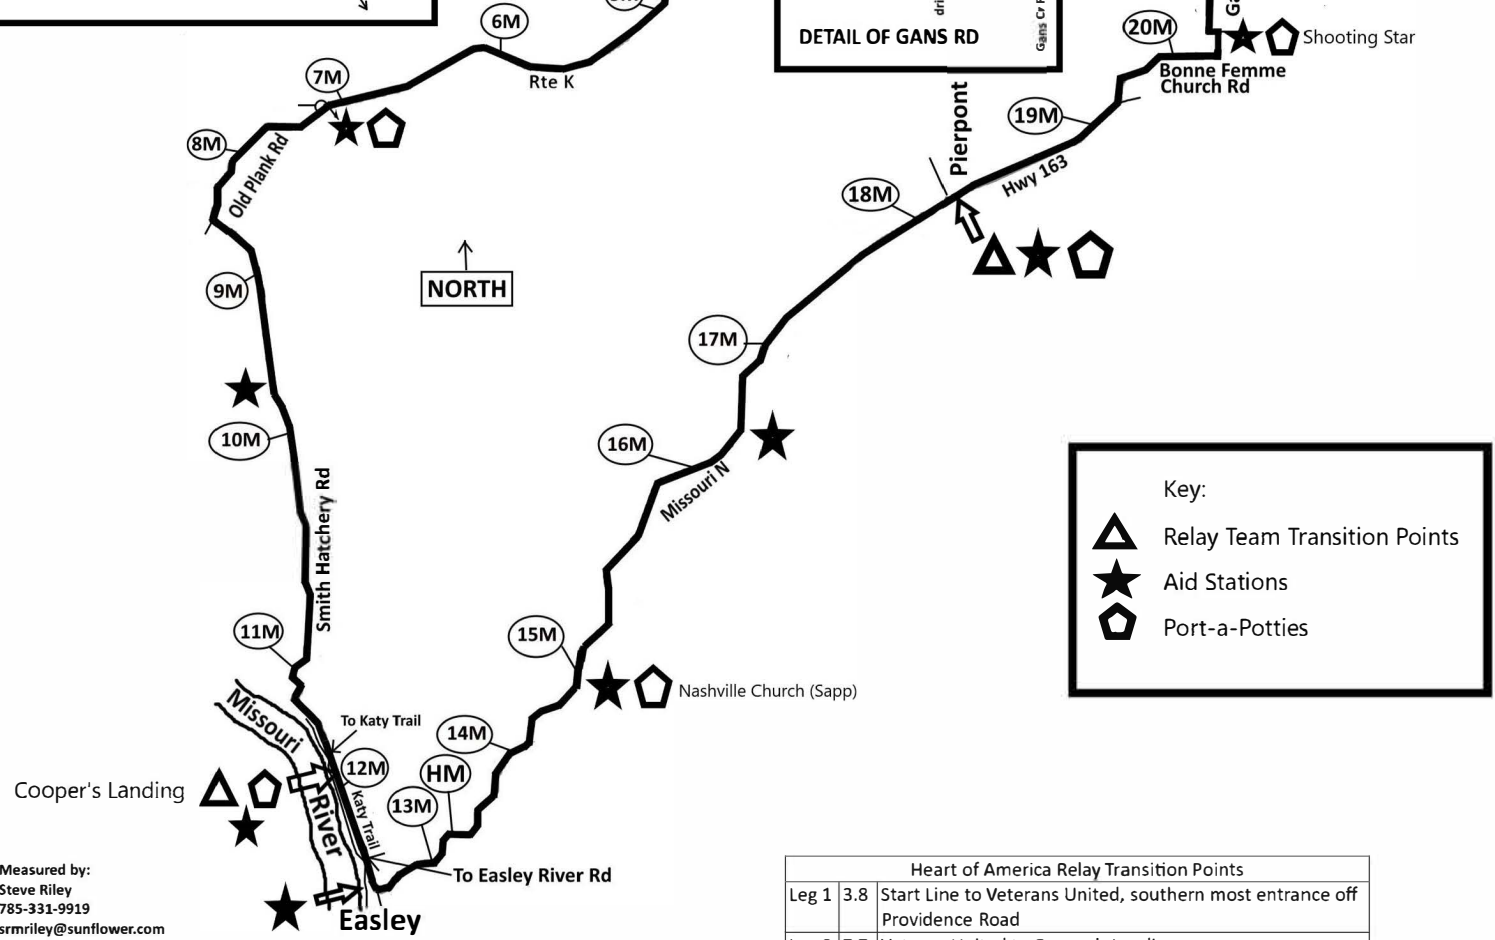 6M
dri
Gans Cr
DETAIL OF GANS RD
Ga
20M
Shooting Star
Bonne Femme
Church Rd
7M
Rte K
8M
Old Plank Rd
Pierpont
19M
Hwy 163
18M
9M
NORTH
17M
10M
16M
Missouri N
Key:
Relay Team Transition Points
Aid Stations
Port-a-Potties
Smith Hatchery Rd
11M
15M
Nashville Church (Sapp)
Missouri
River
To Katy Trail
14M
12M
HM
Cooper's Landing
13M
Katy Trail
To Easley River Rd
Easley
Measured by:
Steve Riley
785-331-9919
srmriley@sunflower.com
Heart of America Relay Transition Points
Leg 1 3.8 Start Line to Veterans United, southern most entrance off
Providence Road